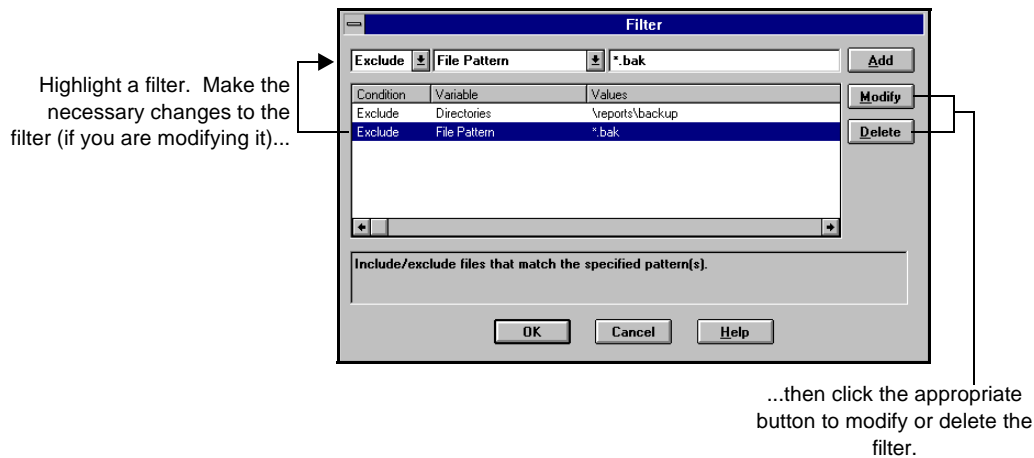 Filter
Exclude File Pattern *.bak Add
Highlight a filter. Make the
necessary changes to the
filter (if you are modifying it)...
Condition Variable Values
Exclude Directories \reports\backup
Exclude File Pattern *.bak
Modify
Delete
Include/exclude files that match the specified pattern(s).
OK Cancel Help
...then click the appropriate
button to modify or delete the
filter.